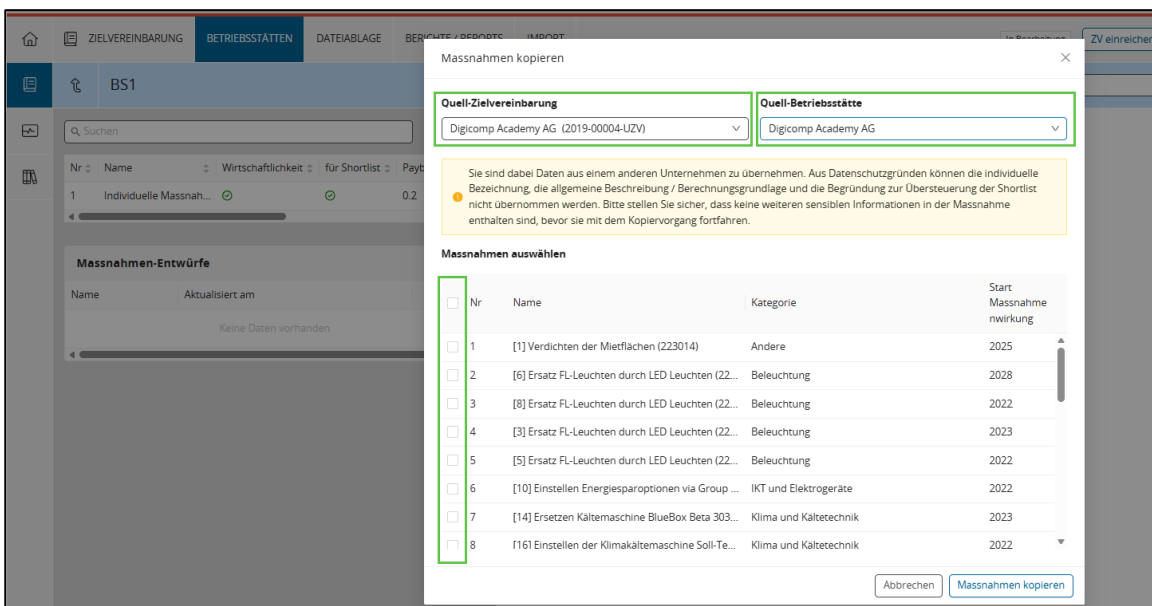 ZIELVEREINBARUNG BETRIEBSSTÄTTEN DATEIABLAGE BERICHTE / REPORTS IMPORT In Bearbeitung ZV einreichen
BS1
Suchen
Nr Name Wirtschaftlichkeit für Shortlist
1 Individuelle Massnah... 0.2
Massnahmen-Entwürfe
Name Aktualisiert am
Keine Daten vorhanden
Massnahmen kopieren
Quell-Zielvereinbarung Quell-Betriebsstätte
Digicomp Academy AG (2019-00004-UZV) Digicomp Academy AG
Sie sind dabei Daten aus einem anderen Unternehmen zu übernehmen. Aus Datenschutzgründen können die individuelle
Bezeichnung, die allgemeine Beschreibung / Berechnungsgrundlage und die Begründung zur Übersteuerung der Shortlist
nicht übernommen werden. Bitte stellen Sie sicher, dass keine weiteren sensiblen Informationen in der Massnahme
enthalten sind, bevor sie mit dem Kopiervorgang fortfahren.
Massnahmen auswählen
Nr Name Kategorie Start
Massnahme
nwirkung
1 [1] Verdichten der Mietflächen (223014) Andere 2025
2 [6] Ersatz FL-Leuchten durch LED Leuchten (22... Beleuchtung 2028
3 [8] Ersatz FL-Leuchten durch LED Leuchten (22... Beleuchtung 2022
4 [3] Ersatz FL-Leuchten durch LED Leuchten (22... Beleuchtung 2023
5 [5] Ersatz FL-Leuchten durch LED Leuchten (22... Beleuchtung 2022
6 [10] Einstellen Energiesparoptionen via Group ... IKT und Elektrogeräte 2022
7 [14] Ersetzen Kältemaschine BlueBox Beta 303... Klima und Kältetechnik 2023
8 [16] Einstellen der Klimakältemaschine Soll-Te... Klima und Kältetechnik 2022
Abbrechen Massnahmen kopieren